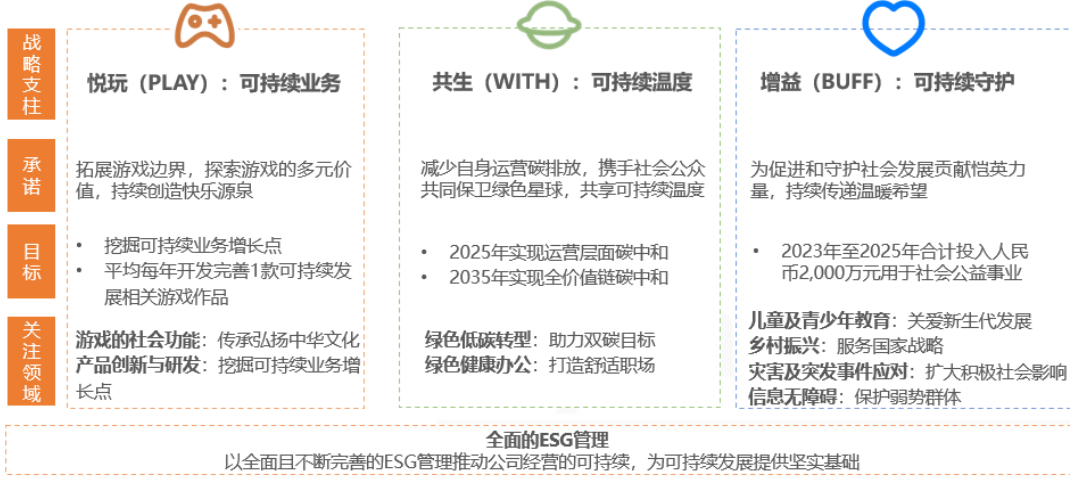 战略支柱
悦玩（PLAY）：可持续业务
共生（WITH）：可持续温度
增益（BUFF）：可持续守护
承诺
拓展游戏边界，探索游戏的多元价
值，持续创造快乐源泉
减少自身运营碳排放，携手社会公众
共同保卫绿色星球，共享可持续温度
为促进和守护社会发展贡献恺英力
量，持续传递温暖希望
目标
• 挖掘可持续业务增长点
• 平均每年开发完善1款可持续发
展相关游戏作品
• 2025年实现运营层面碳中和
• 2035年实现全价值链碳中和
• 2023年至2025年合计投入人民
币2,000万元用于社会公益事业
关注领域
游戏的社会功能：传承弘扬中华文化
产品创新与研发：挖掘可持续业务增
长点
绿色低碳转型：助力双碳目标
绿色健康办公：打造舒适职场
儿童及青少年教育：关爱新生代发展
乡村振兴：服务国家战略
灾害及突发事件应对：扩大积极社会影响
信息无障碍：保护弱势群体
全面的ESG管理
以全面且不断完善的ESG管理推动公司经营的可持续，为可持续发展提供坚实基础